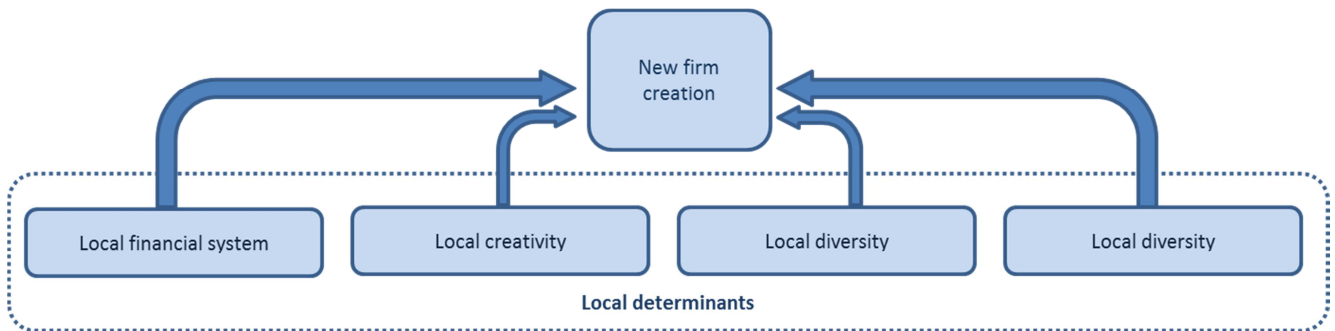 New firm
creation
Local financial system
Local creativity
Local diversity
Local diversity
Local determinants